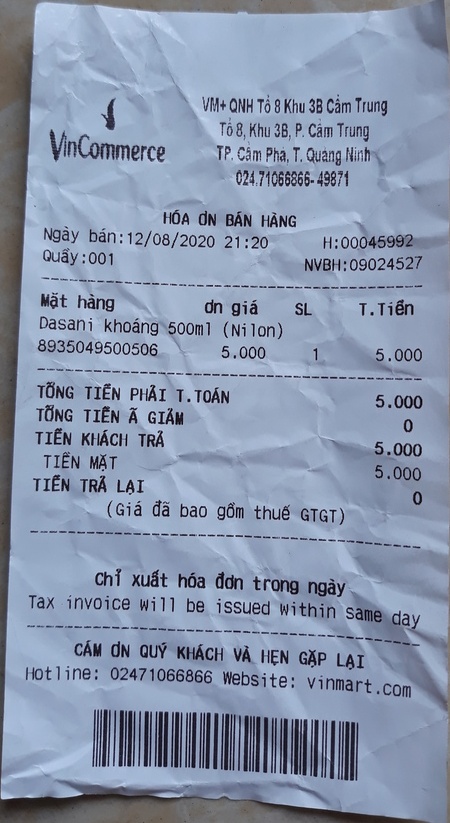 VinCommerce
VM+ QNH Tổ 8 Khu 3B Cẩm Trung
Tổ 8, Khu 3B, P. Cẩm Trung
TP. Cẩm Phả, T. Quảng Ninh
024.71066866-49871
HÓA ƠN BÁN HÀNG
Ngày bán:12/08/2020 21:20 H:00045992
Quầy:001 NVBH:09024527
Mặt hàng ơn giá SL T.Tiền
Dasani khoáng 500ml (Nilon)
8935049500506 5.000 1 5.000
TỔNG TIỀN PHẢI T.TOÁN 5.000
TỔNG TIỀN Ã GIẢM 0
TIỀN KHÁCH TRẢ 5.000
TIỀN MẶT 5.000
TIỀN TRẢ LẠI 0
(Giá đã bao gồm thuế GTGT)
Chỉ xuất hóa đơn trong ngày
Tax invoice will be issued within same day
CẢM ƠN QUÝ KHÁCH VÀ HẸN GẶP LẠI
Hotline: 02471066866 Website: vinmart.com